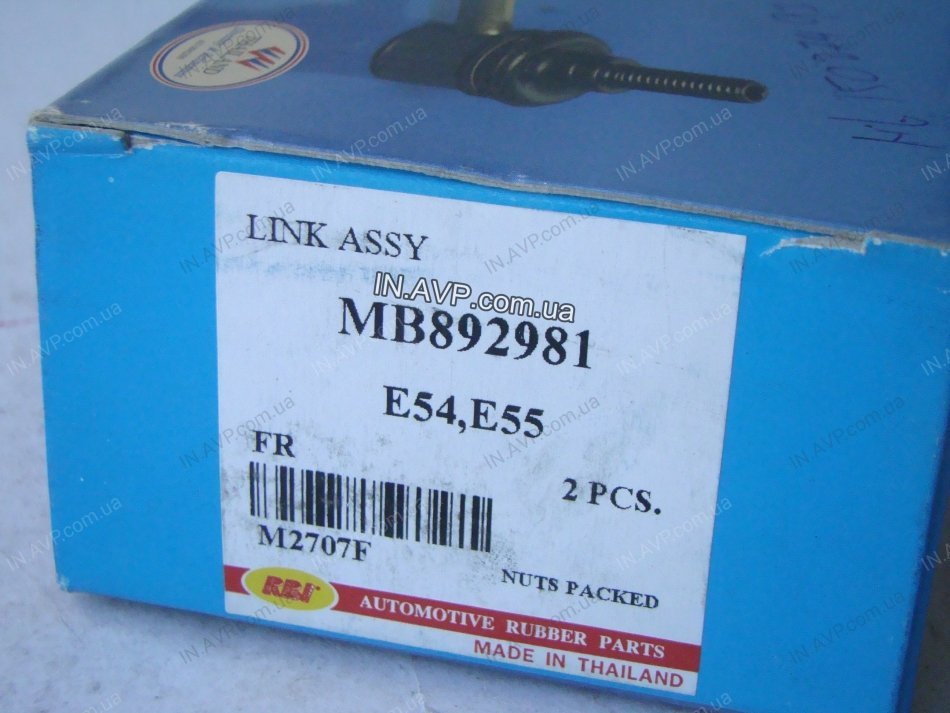 THAILAND
LINK ASSY
IN.AVP.com.ua
MB892981
E54,E55
FR
2 PCS.
M2707F
NUTS PACKED
RBI
AUTOMOTIVE RUBBER PARTS
MADE IN THAILAND